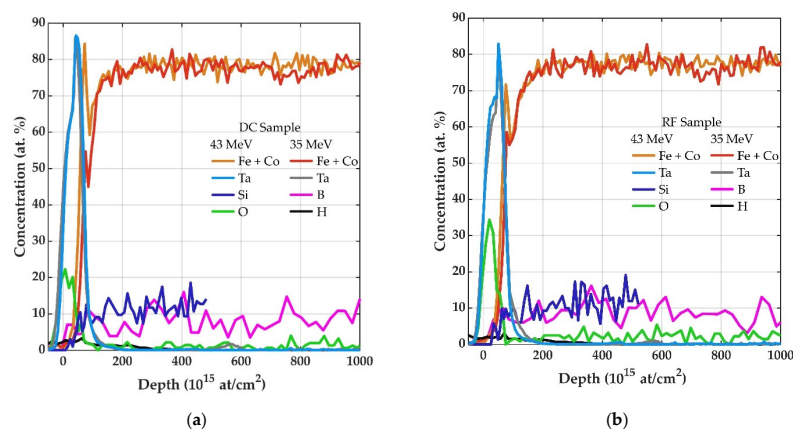 90
80
70
60
50
40
30
20
10
0
Concentration (at. %)
0
200
400
600
800
1000
Depth (10¹⁵ at/cm²)
DC Sample
43 MeV 35 MeV
Fe + Co Fe + Co
Ta Ta
Si B
O H
(a)
90
80
70
60
50
40
30
20
10
0
Concentration (at. %)
0
200
400
600
800
1000
Depth (10¹⁵ at/cm²)
RF Sample
43 MeV 35 MeV
Fe + Co Fe + Co
Ta Ta
Si B
O H
(b)